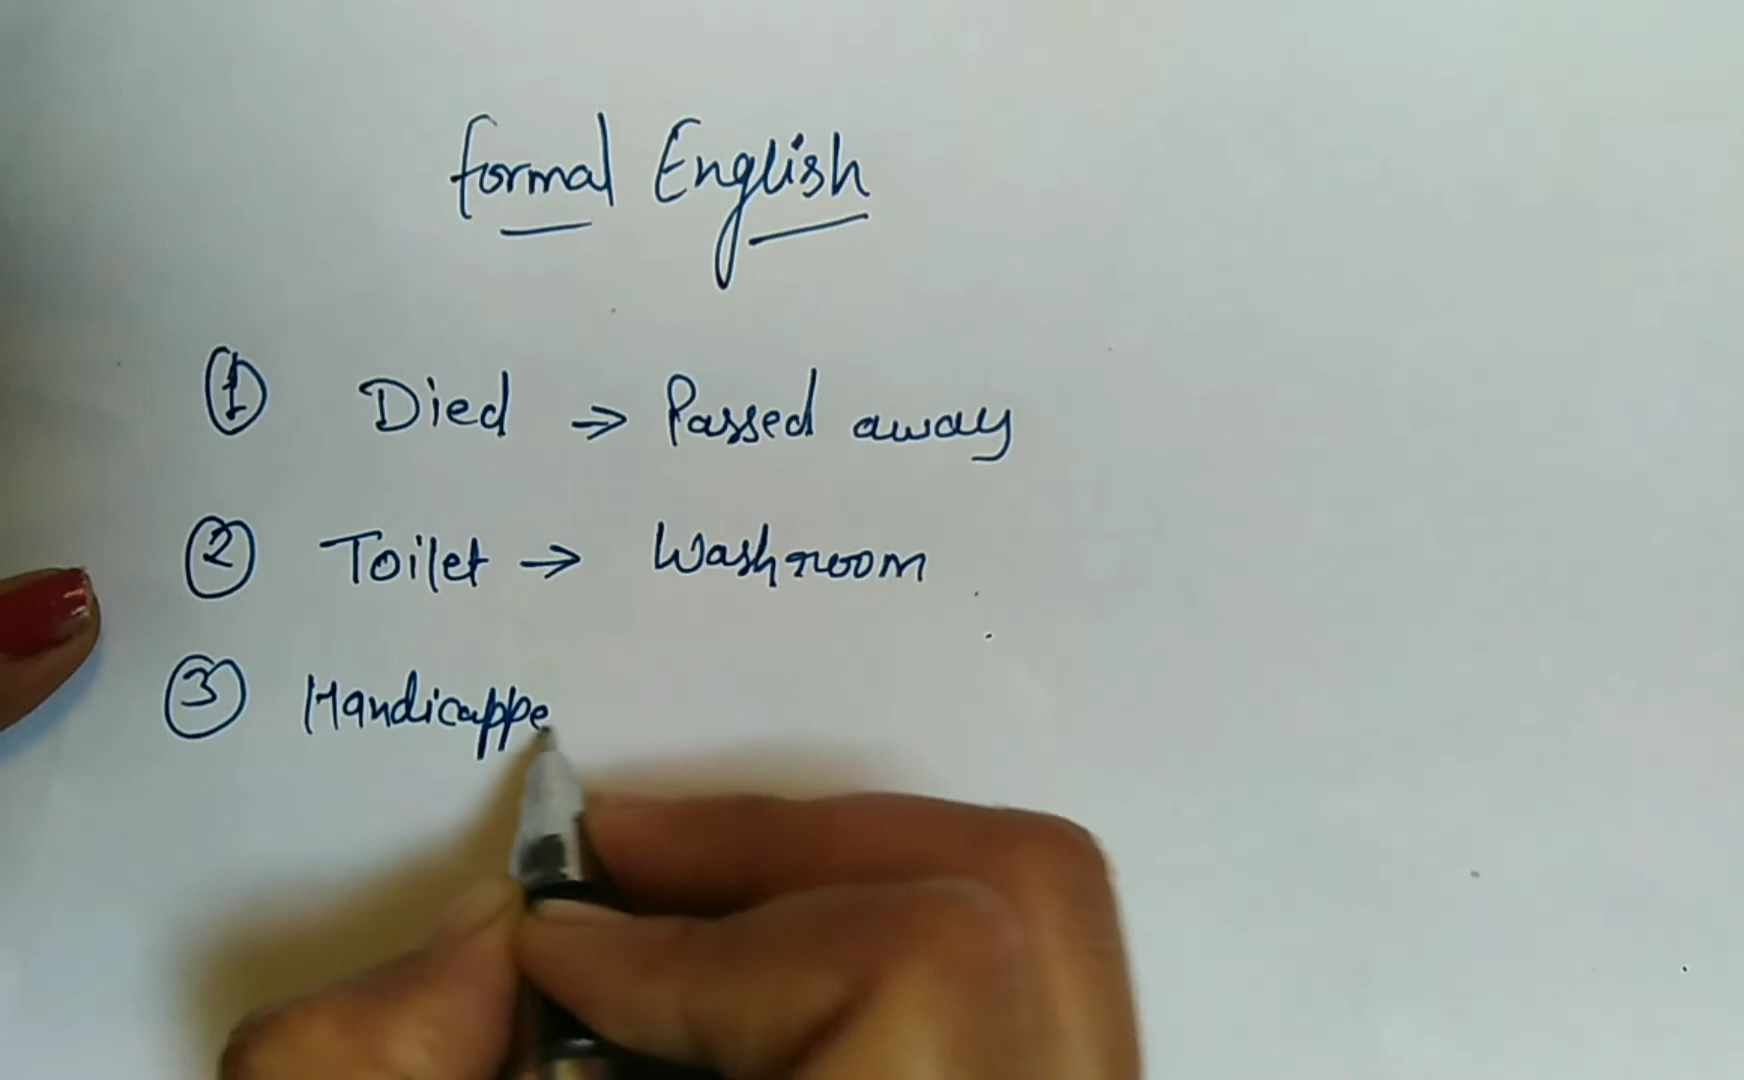 formal English
① Died → Passed away
② Toilet → Washroom
③ Handicappe